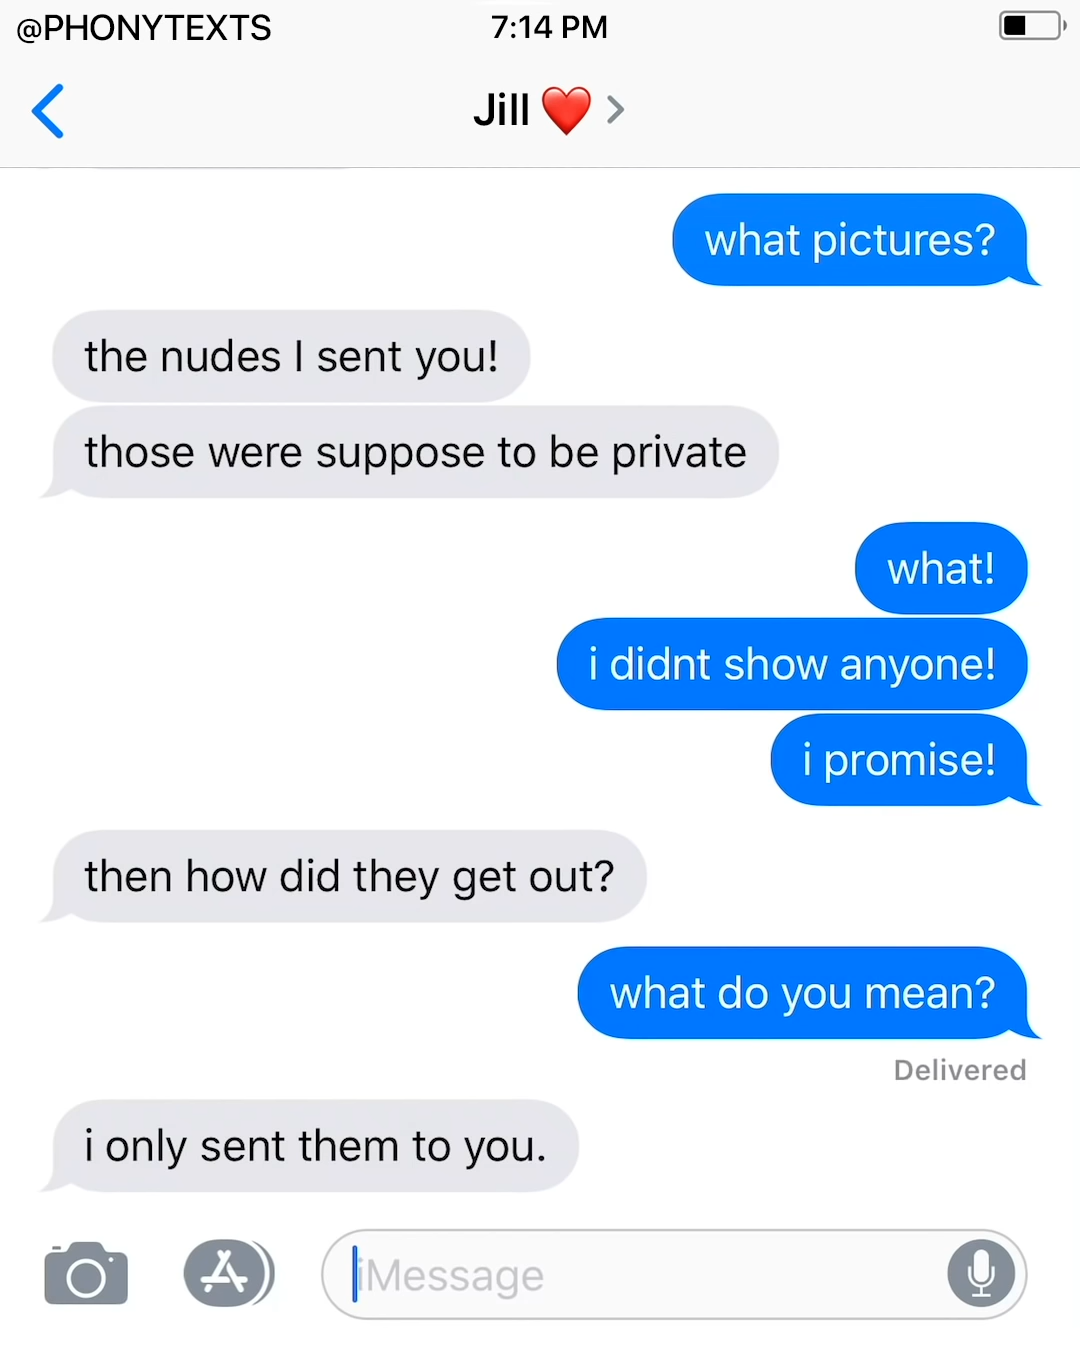 @PHONYTEXTS 7:14 PM
Jill
what pictures?
the nudes I sent you!
those were suppose to be private
what!
i didnt show anyone!
i promise!
then how did they get out?
what do you mean?
Delivered
i only sent them to you.
iMessage